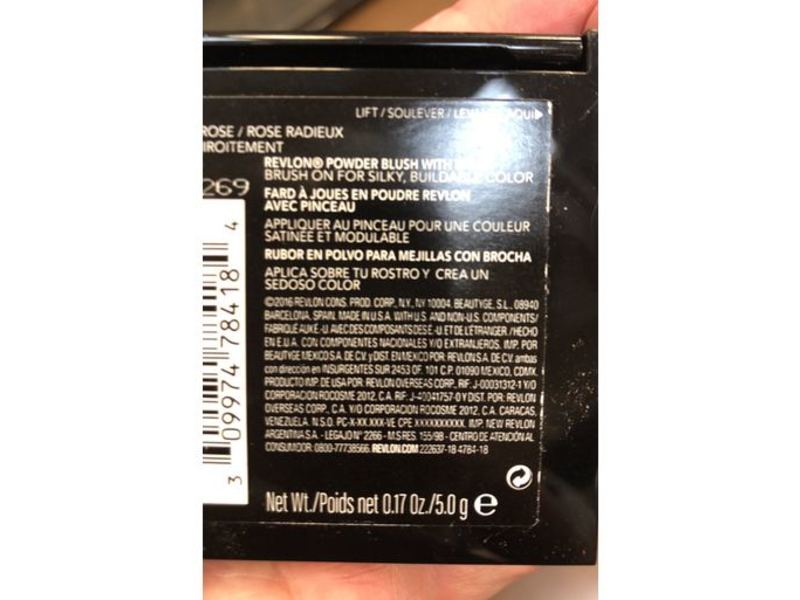 LIFT / SOULEVER /
ROSE / ROSE RADIEUX
ROITEMENT
269
REVLON® POWDER BLUSH WITH
BRUSH ON FOR SILKY, BUILDABLE COLOR
FARD À JOUES EN POUDRE REVLON
AVEC PINCEAU
APPLIQUER AU PINCEAU POUR UNE COULEUR
SATINÉE ET MODULABLE
RUBOR EN POLVO PARA MEJILLAS CON BROCHA
APLICA SOBRE TU ROSTRO Y CREA UN
SEDOSO COLOR
©2016 REVLON CONS. PROD. CORP., N.Y., NY 10004. BEAUTYGE, S.L., 08940
BARCELONA, SPAIN. MADE IN U.S.A. WITH U.S. AND NON-U.S. COMPONENTS/
FABRIQUÉ AUX É.-U. AVEC DES COMPOSANTS DES É.-U. ET DE L'ÉTRANGER./HECHO
EN E.U.A. CON COMPONENTES NACIONALES Y/O EXTRANJEROS. IMP. POR
BEAUTYGE MEXICO S.A. DE C.V. y DIST. EN MEXICO POR: REVLON S.A. DE C.V. ambas
con dirección en INSURGENTES SUR 2453 OF. 101 C.P. 01090 MEXICO, CDMX.
PRODUCTO IMP. DE USA POR: REVLON OVERSEAS CORP., RIF: J-00031312-1 Y/O
CORPORACION ROCOSME 2012, C.A. RIF: J-40041757-0 Y DIST. POR: REVLON
OVERSEAS CORP., C.A. Y/O CORPORACION ROCOSME 2012, C.A. CARACAS,
VENEZUELA. N.S.O. PC-X-XX.XXX-VE CPE XXXXXXXXXX. IMP. NEW REVLON
ARGENTINA S.A. - LEGAJO N° 2266 - M.S RES. 155/98 - CENTRO DE ATENCIÓN AL
CONSUMIDOR: 0800-77738566. REVLON.COM 222637-18 4784-18
Net Wt./Poids net 0.17 Oz./5.0 g e
3 09974 78418 4